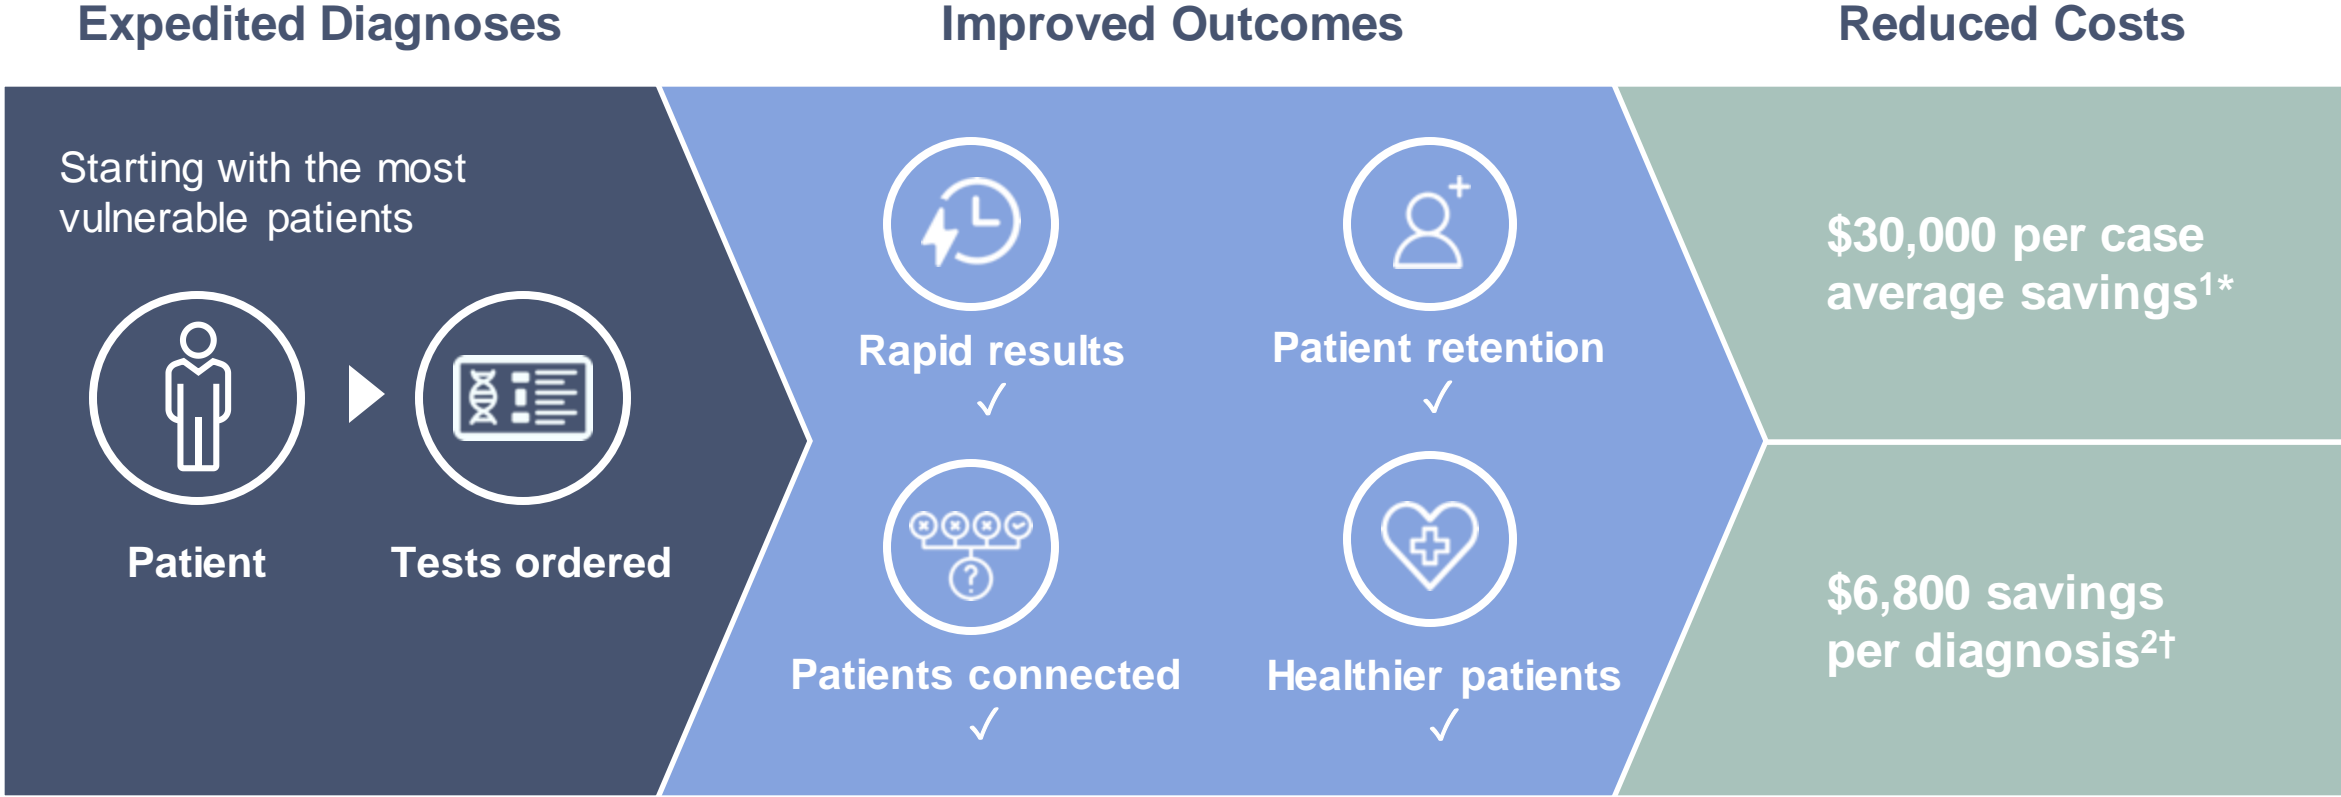 Expedited Diagnoses
Improved Outcomes
Reduced Costs
Starting with the most
vulnerable patients
Patient
Tests ordered
Rapid results
✓
Patient retention
✓
Patients connected
✓
Healthier patients
✓
$30,000 per case
average savings¹*
$6,800 savings
per diagnosis²†